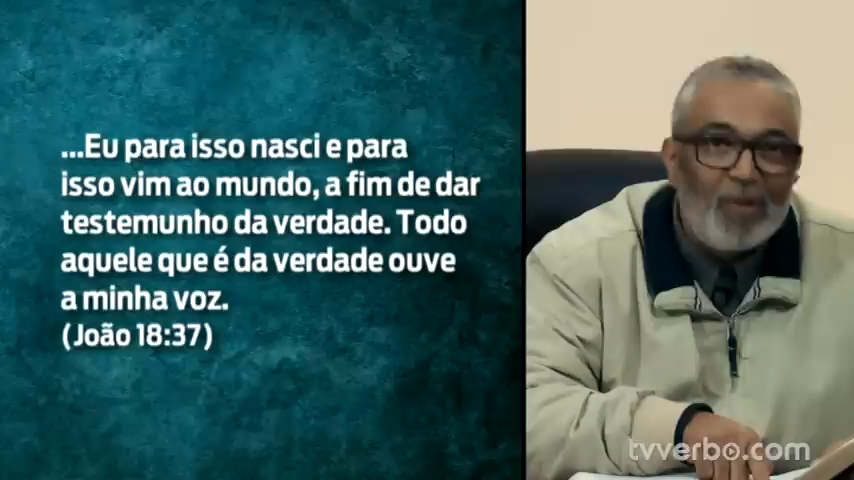 ...Eu para isso nasci e para
isso vim ao mundo, a fim de dar
testemunho da verdade. Todo
aquele que é da verdade ouve
a minha voz.
(João 18:37)
tvverbo.com